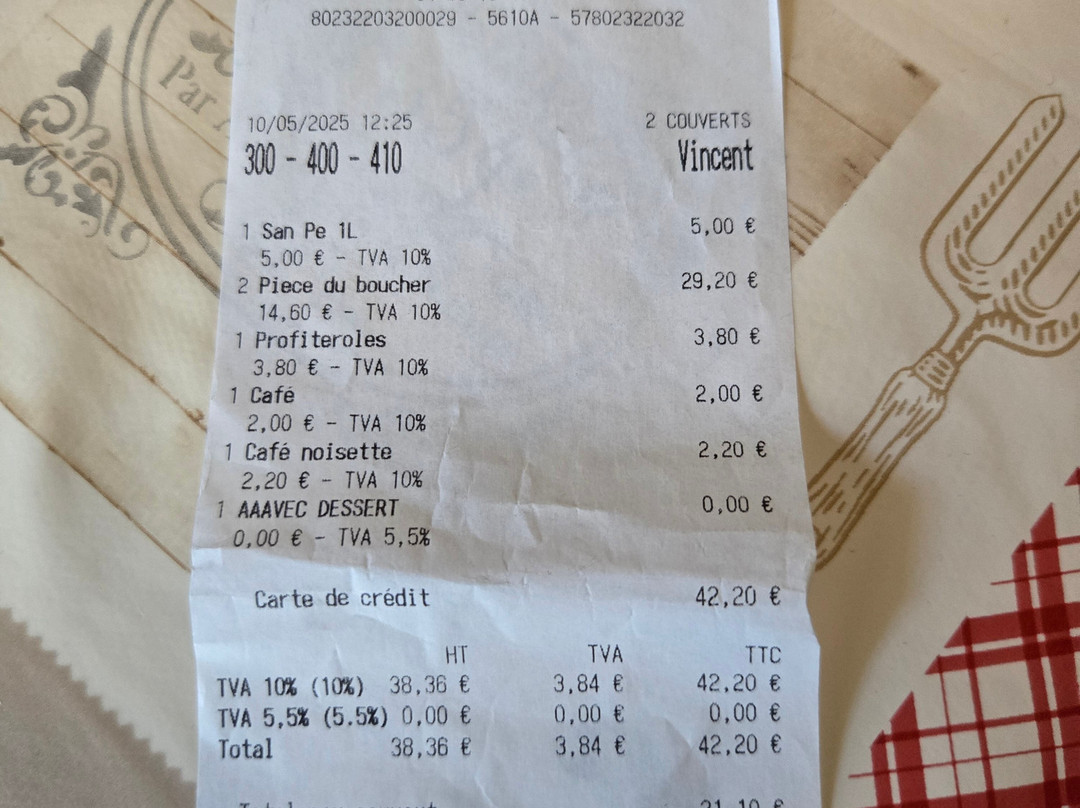 80232203200029 - 5610A - 57802322032
Par
10/05/2025 12:25 2 COUVERTS
300 - 400 - 410 Vincent
1 San Pe 1L 5,00 €
5,00 € - TVA 10%
2 Piece du boucher 29,20 €
14,60 € - TVA 10%
1 Profiteroles 3,80 €
3,80 € - TVA 10%
1 Café 2,00 €
2,00 € - TVA 10%
1 Café noisette 2,20 €
2,20 € - TVA 10%
1 AAAVEC DESSERT 0,00 €
0,00 € - TVA 5,5%
Carte de crédit 42,20 €
HT TVA TTC
TVA 10% (10%) 38,36 € 3,84 € 42,20 €
TVA 5,5% (5.5%) 0,00 € 0,00 € 0,00 €
Total 38,36 € 3,84 € 42,20 €
21,10 €